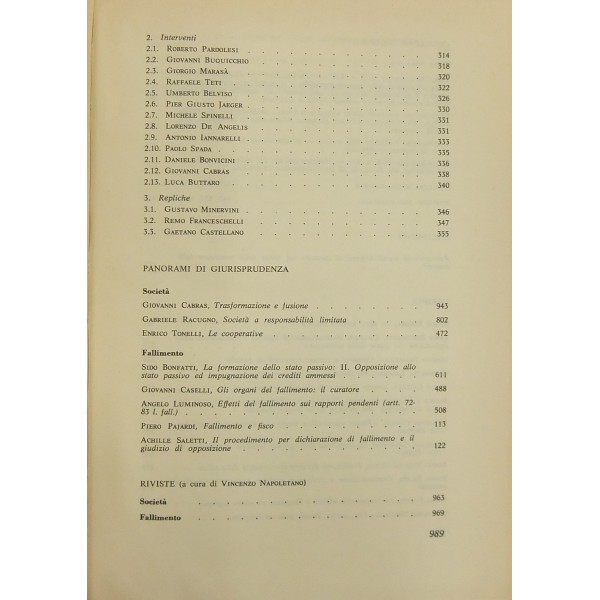 2. Interventi
2.1. Roberto Pardolesi . . . . . . . . . . . 314
2.2. Giovanni Buquicchio . . . . . . . . . . . 318
2.3. Giorgio Marasà . . . . . . . . . . . 320
2.4. Raffaele Teti . . . . . . . . . . . 322
2.5. Umberto Belviso . . . . . . . . . . . 326
2.6. Pier Giusto Jaeger . . . . . . . . . . . 330
2.7. Michele Spinelli . . . . . . . . . . . 331
2.8. Lorenzo De Angelis . . . . . . . . . . . 331
2.9. Antonio Iannarelli . . . . . . . . . . . 333
2.10. Paolo Spada . . . . . . . . . . . 335
2.11. Daniele Bonvicini . . . . . . . . . . . 336
2.12. Giovanni Cabras . . . . . . . . . . . 338
2.13. Luca Buttaro . . . . . . . . . . . 340
3. Repliche
3.1. Gustavo Minervini . . . . . . . . . . . 346
3.2. Remo Franceschelli . . . . . . . . . . . 347
3.3. Gaetano Castellano . . . . . . . . . . . 355
PANORAMI DI GIURISPRUDENZA
Società
Giovanni Cabras, Trasformazione e fusione . . . . . . . . 943
Gabriele Racugno, Società a responsabilità limitata . . . . . . 802
Enrico Tonelli, Le cooperative . . . . . . . . . . 472
Fallimento
Sido Bonfatti, La formazione dello stato passivo: II. Opposizione allo
stato passivo ed impugnazione dei crediti ammessi . . . . . 611
Giovanni Caselli, Gli organi del fallimento: il curatore . . . . . 488
Angelo Luminoso, Effetti del fallimento sui rapporti pendenti (artt. 72-
83 l. fall.) . . . . . . . . . . . . . 508
Piero Pajardi, Fallimento e fisco . . . . . . . . . 113
Achille Saletti, Il procedimento per dichiarazione di fallimento e il
giudizio di opposizione . . . . . . . . . . 122
RIVISTE (a cura di Vincenzo Napoletano)
Società . . . . . . . . . . . . . 963
Fallimento . . . . . . . . . . . . . 969
989